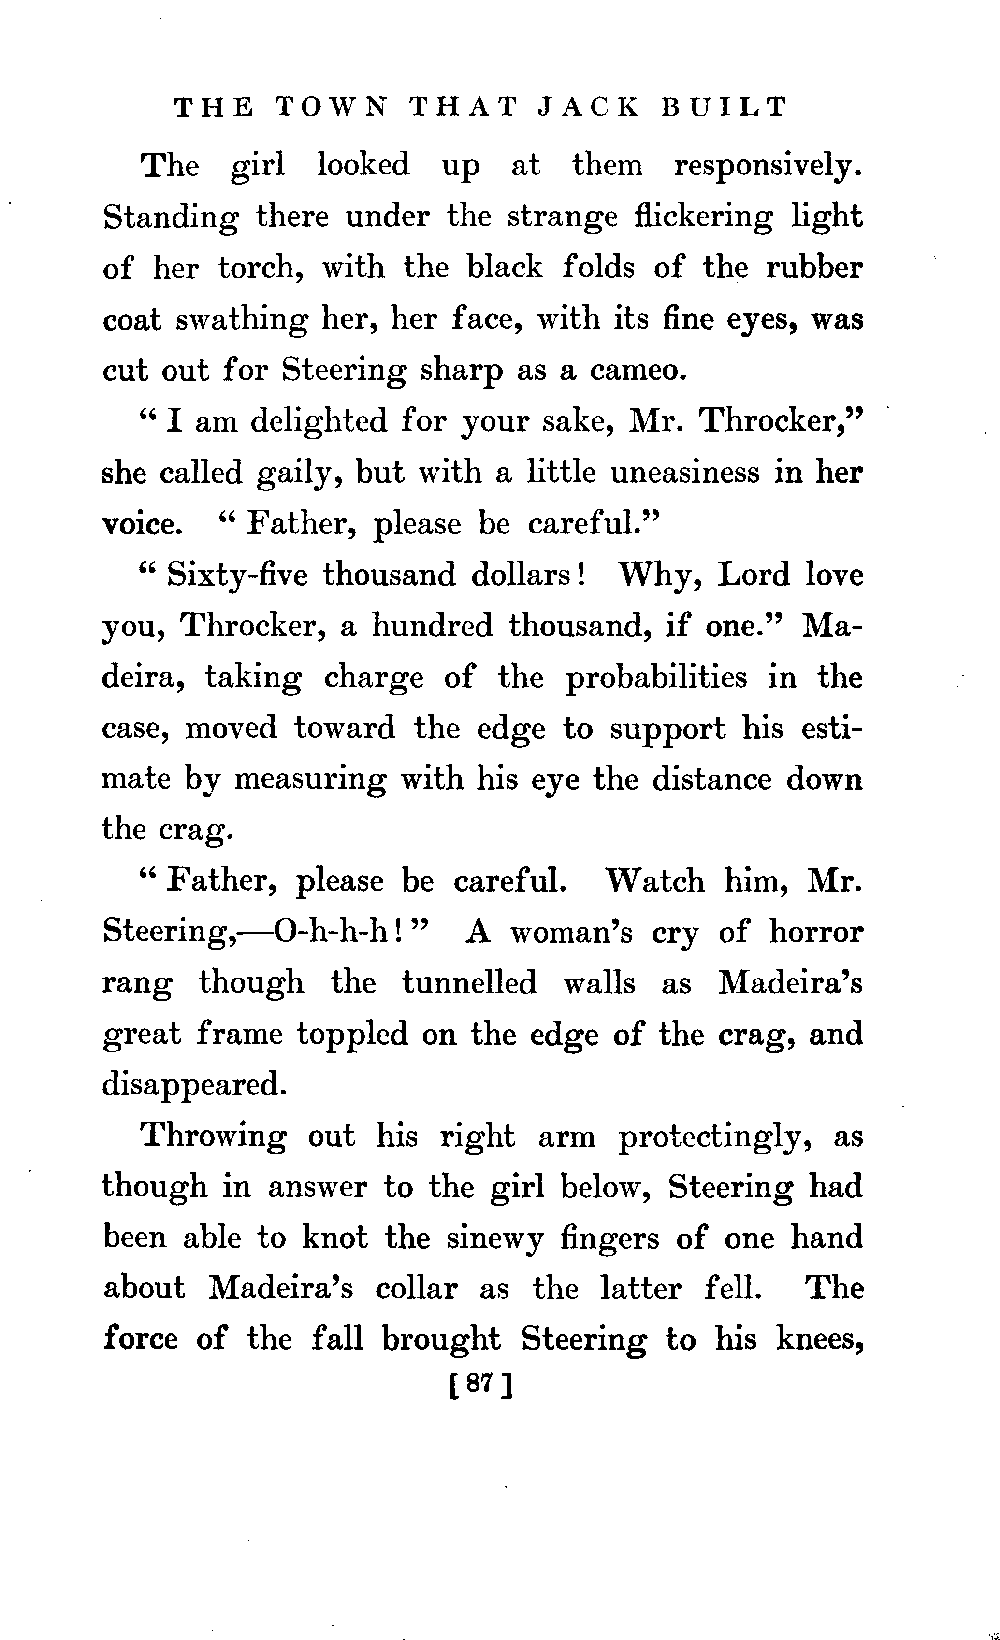 THE TOWN THAT JACK BUILT
The girl looked up at them responsively.
Standing there under the strange flickering light
of her torch, with the black folds of the rubber
coat swathing her, her face, with its fine eyes, was
cut out for Steering sharp as a cameo.
“ I am delighted for your sake, Mr. Throcker,”
she called gaily, but with a little uneasiness in her
voice. “ Father, please be careful.”
“ Sixty-five thousand dollars! Why, Lord love
you, Throcker, a hundred thousand, if one.” Ma-
deira, taking charge of the probabilities in the
case, moved toward the edge to support his esti-
mate by measuring with his eye the distance down
the crag.
“ Father, please be careful. Watch him, Mr.
Steering,—O-h-h-h! ” A woman’s cry of horror
rang though the tunnelled walls as Madeira’s
great frame toppled on the edge of the crag, and
disappeared.
Throwing out his right arm protectingly, as
though in answer to the girl below, Steering had
been able to knot the sinewy fingers of one hand
about Madeira’s collar as the latter fell. The
force of the fall brought Steering to his knees,
[ 87 ]